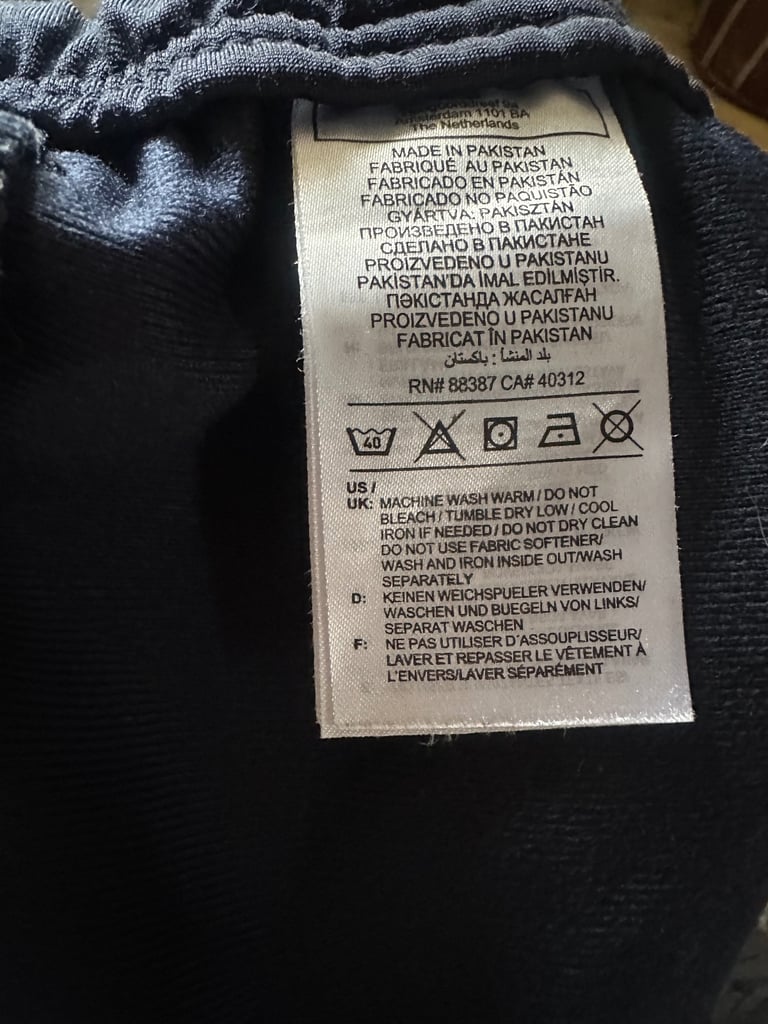 Amsterdam 1101 BA
The Netherlands
MADE IN PAKISTAN
FABRIQUÉ AU PAKISTAN
FABRICADO EN PAKISTÁN
FABRICADO NO PAQUISTÃO
GYÁRTVA: PAKISZTÁN
ПРОИЗВЕДЕНО В ПАКИСТАН
СДЕЛАНО В ПАКИСТАНЕ
PROIZVEDENO U PAKISTANU
PAKİSTAN'DA İMAL EDİLMİŞTİR.
ПӘКІСТАНДА ЖАСАЛҒАН
PROIZVEDENO U PAKISTANU
FABRICAT ÎN PAKISTAN
بلد المنشأ : باكستان
RN# 88387 CA# 40312
40
US /
UK: MACHINE WASH WARM / DO NOT
BLEACH / TUMBLE DRY LOW / COOL
IRON IF NEEDED / DO NOT DRY CLEAN
DO NOT USE FABRIC SOFTENER/
WASH AND IRON INSIDE OUT/WASH
SEPARATELY
D: KEINEN WEICHSPUELER VERWENDEN/
WASCHEN UND BUEGELN VON LINKS/
SEPARAT WASCHEN
F: NE PAS UTILISER D'ASSOUPLISSEUR/
LAVER ET REPASSER LE VÊTEMENT À
L'ENVERS/LAVER SÉPARÉMENT